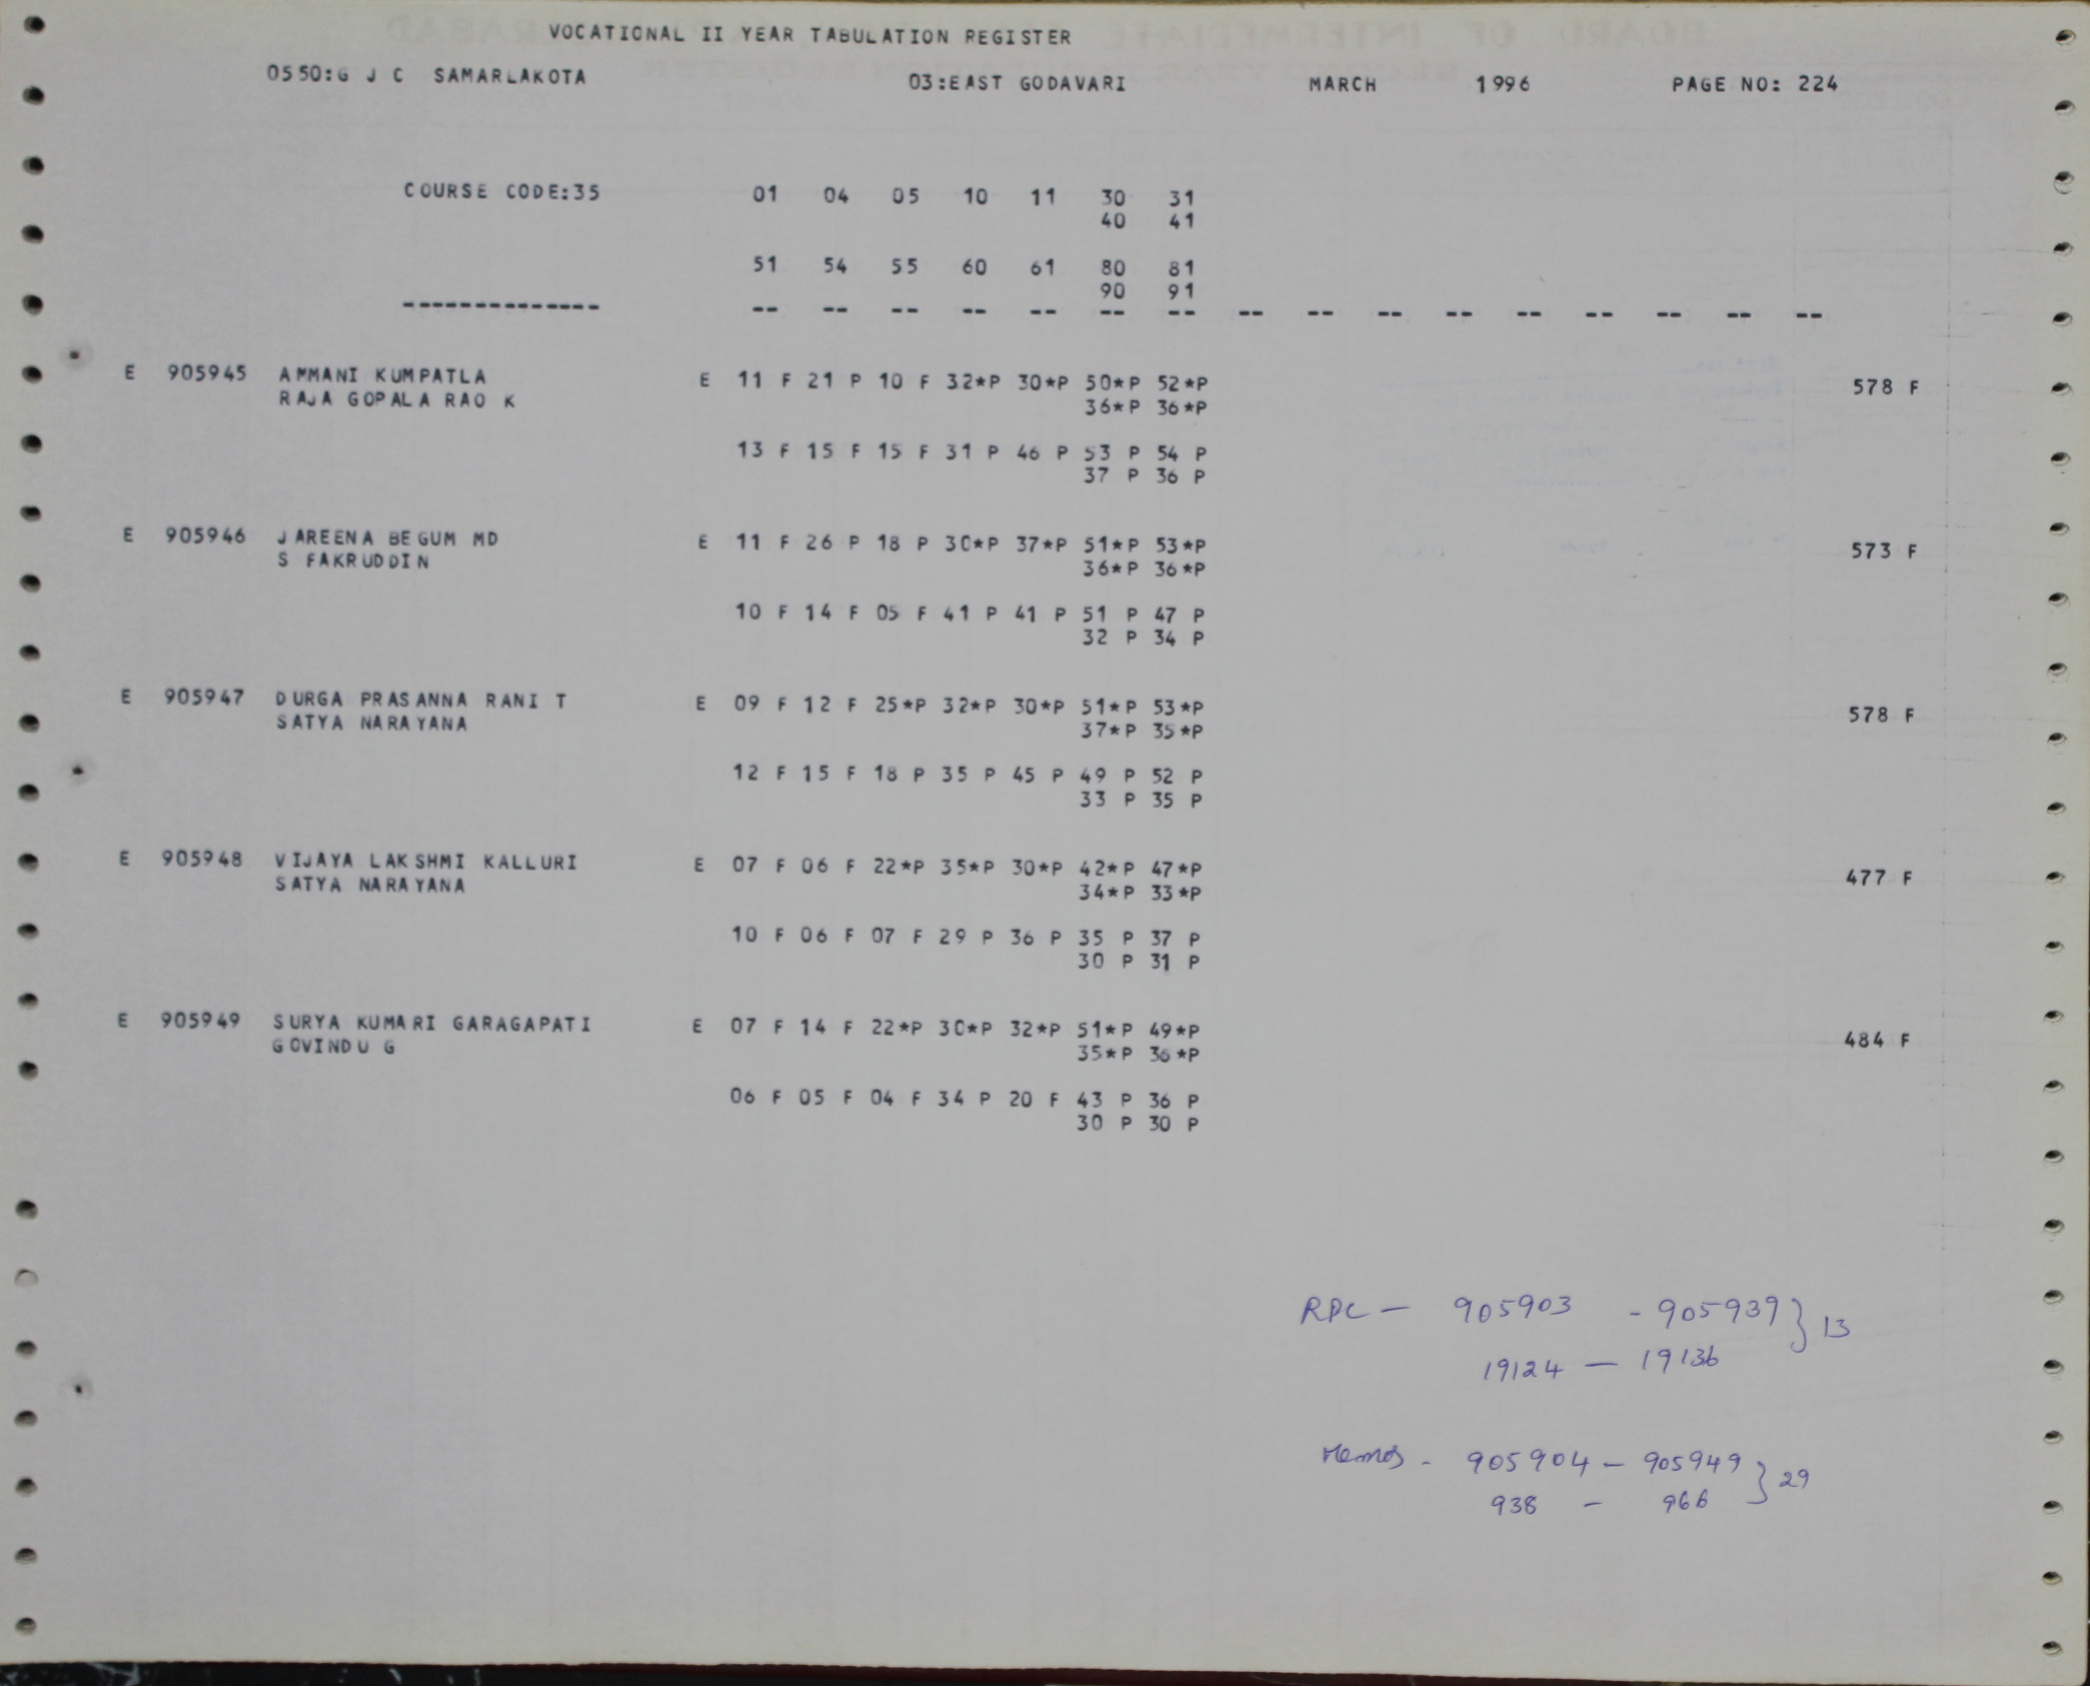 VOCATIONAL II YEAR TABULATION REGISTER
0550:G J C SAMARLAKOTA 03:EAST GODAVARI MARCH 1996 PAGE NO: 224
COURSE CODE:35 01 04 05 10 11 30 31
40 41
51 54 55 60 61 80 81
90 91
-------------- -- -- -- -- -- -- -- -- -- -- -- -- -- -- -- --
E 905945 AMMANI KUMPATLA E 11 F 21 P 10 F 32*P 30*P 50*P 52*P 578 F
RAJA GOPALA RAO K 36*P 36*P
13 F 15 F 15 F 31 P 46 P 53 P 54 P
37 P 36 P
E 905946 JAREENA BEGUM MD E 11 F 26 P 18 P 30*P 37*P 51*P 53*P 573 F
S FAKRUDDIN 36*P 36*P
10 F 14 F 05 F 41 P 41 P 51 P 47 P
32 P 34 P
E 905947 DURGA PRASANNA RANI T E 09 F 12 F 25*P 32*P 30*P 51*P 53*P 578 F
SATYA NARAYANA 37*P 35*P
12 F 15 F 18 P 35 P 45 P 49 P 52 P
33 P 35 P
E 905948 VIJAYA LAKSHMI KALLURI E 07 F 06 F 22*P 35*P 30*P 42*P 47*P 477 F
SATYA NARAYANA 34*P 33*P
10 F 06 F 07 F 29 P 36 P 35 P 37 P
30 P 31 P
E 905949 SURYA KUMARI GARAGAPATI E 07 F 14 F 22*P 30*P 32*P 51*P 49*P 484 F
GOVINDU G 35*P 36*P
06 F 05 F 04 F 34 P 20 F 43 P 36 P
30 P 30 P
RPC - 905903 - 905939 } 13
19124 - 19136
Memos - 905904 - 905949 } 29
938 - 966